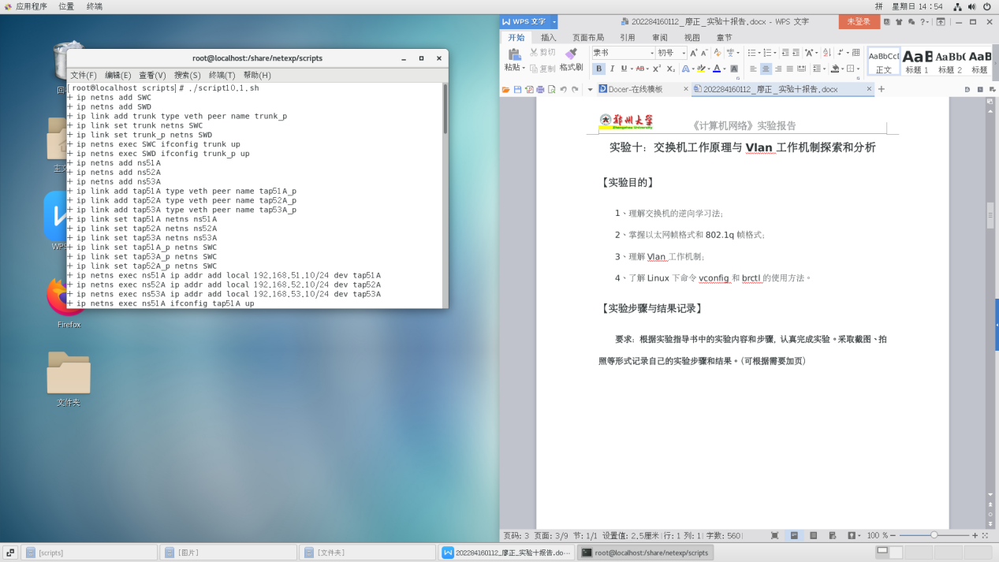 应用程序 位置 终端
拼 星期日 14∶54
root@localhost:/share/netexp/scripts
文件(F) 编辑(E) 查看(V) 搜索(S) 终端(T) 帮助(H)
[root@localhost scripts]# ./script10.1.sh
+ ip netns add SWC
+ ip netns add SWD
+ ip link add trunk type veth peer name trunk_p
+ ip link set trunk netns SWC
+ ip link set trunk_p netns SWD
+ ip netns exec SWC ifconfig trunk up
+ ip netns exec SWD ifconfig trunk_p up
+ ip netns add ns51A
+ ip netns add ns52A
+ ip netns add ns53A
+ ip link add tap51A type veth peer name tap51A_p
+ ip link add tap52A type veth peer name tap52A_p
+ ip link add tap53A type veth peer name tap53A_p
+ ip link set tap51A netns ns51A
+ ip link set tap52A netns ns52A
+ ip link set tap53A netns ns53A
+ ip link set tap51A_p netns SWC
+ ip link set tap53A_p netns SWC
+ ip link set tap52A_p netns SWC
+ ip netns exec ns51A ip addr add local 192.168.51.10/24 dev tap51A
+ ip netns exec ns52A ip addr add local 192.168.52.10/24 dev tap52A
+ ip netns exec ns53A ip addr add local 192.168.53.10/24 dev tap53A
+ ip netns exec ns51A ifconfig tap51A up
回
主文
WPS
Firefox
文件夹
WPS 文字
202284160112_廖正_实验十报告.docx - WPS 文字
未登录
开始 插入 页面布局 引用 审阅 视图 章节
粘贴 剪切 复制 格式刷
隶书 初号
AaBbCcD 正文 标题 1 标题 2 标题
Docer-在线模板
202284160112_廖正_实验十报告.docx
郑州大学
Zhengzhou University
《计算机网络》实验报告
实验十：交换机工作原理与 Vlan 工作机制探索和分析
【实验目的】
1、理解交换机的逆向学习法；
2、掌握以太网帧格式和 802.1q 帧格式；
3、理解 Vlan 工作机制；
4、了解 Linux 下命令 vconfig 和 brctl 的使用方法。
【实验步骤与结果记录】
要求：根据实验指导书中的实验内容和步骤，认真完成实验。采取截图、拍
照等形式记录自己的实验步骤和结果。（可根据需要加页）
页码: 3 页面: 3/9 节: 1/1 设置值: 2.5厘米 行: 1 列: 1 字数: 560
100 %
[scripts]
[图片]
[文件夹]
202284160112_廖正_实验十报告.do…
root@localhost:/share/netexp/scripts